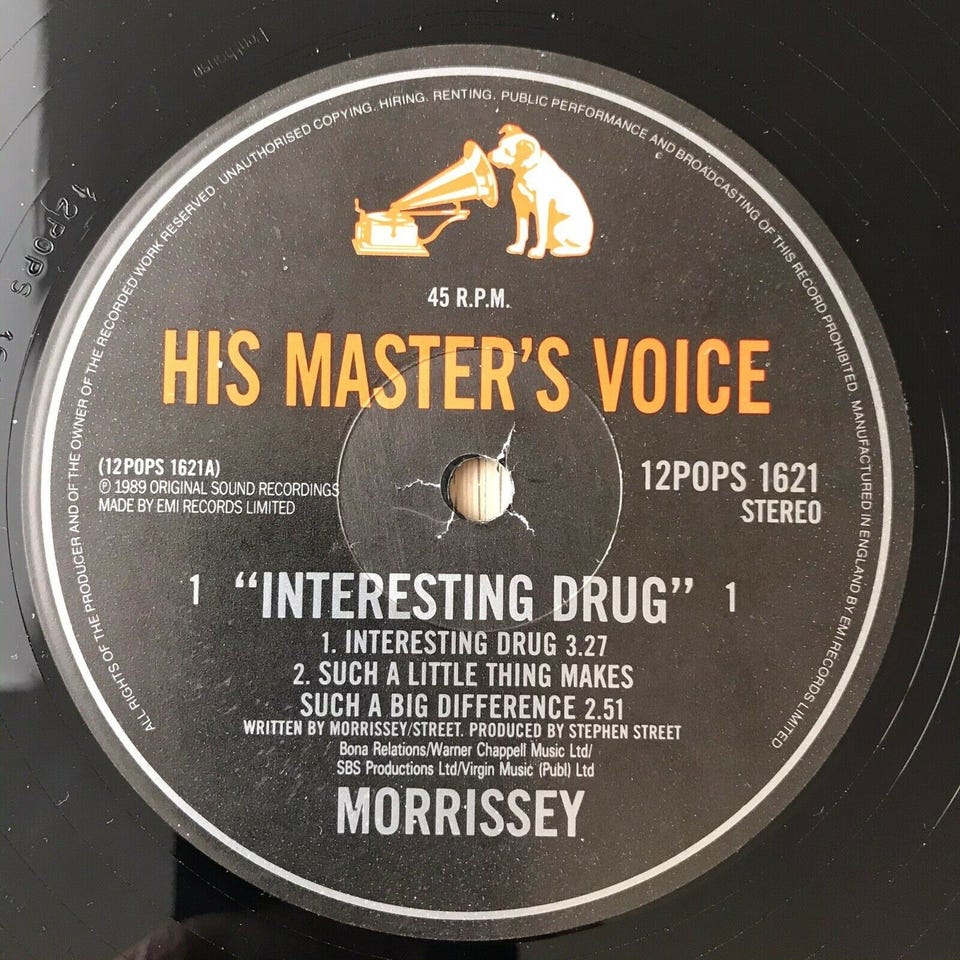 ALL RIGHTS OF THE PRODUCER AND OF THE OWNER OF THE RECORDED WORK RESERVED. UNAUTHORISED COPYING. HIRING. RENTING. PUBLIC PERFORMANCE AND BROADCASTING OF THIS RECORD PROHIBITED. MANUFACTURED IN ENGLAND BY EMI RECORDS LIMITED.
45 R.P.M.
HIS MASTER'S VOICE
(12POPS 1621A)
℗ 1989 ORIGINAL SOUND RECORDINGS
MADE BY EMI RECORDS LIMITED
12POPS 1621
STEREO
1 “INTERESTING DRUG” 1
1. INTERESTING DRUG 3.27
2. SUCH A LITTLE THING MAKES
SUCH A BIG DIFFERENCE 2.51
WRITTEN BY MORRISSEY/STREET. PRODUCED BY STEPHEN STREET
Bona Relations/Warner Chappell Music Ltd/
SBS Productions Ltd/Virgin Music (Publ) Ltd
MORRISSEY
12POPS 16